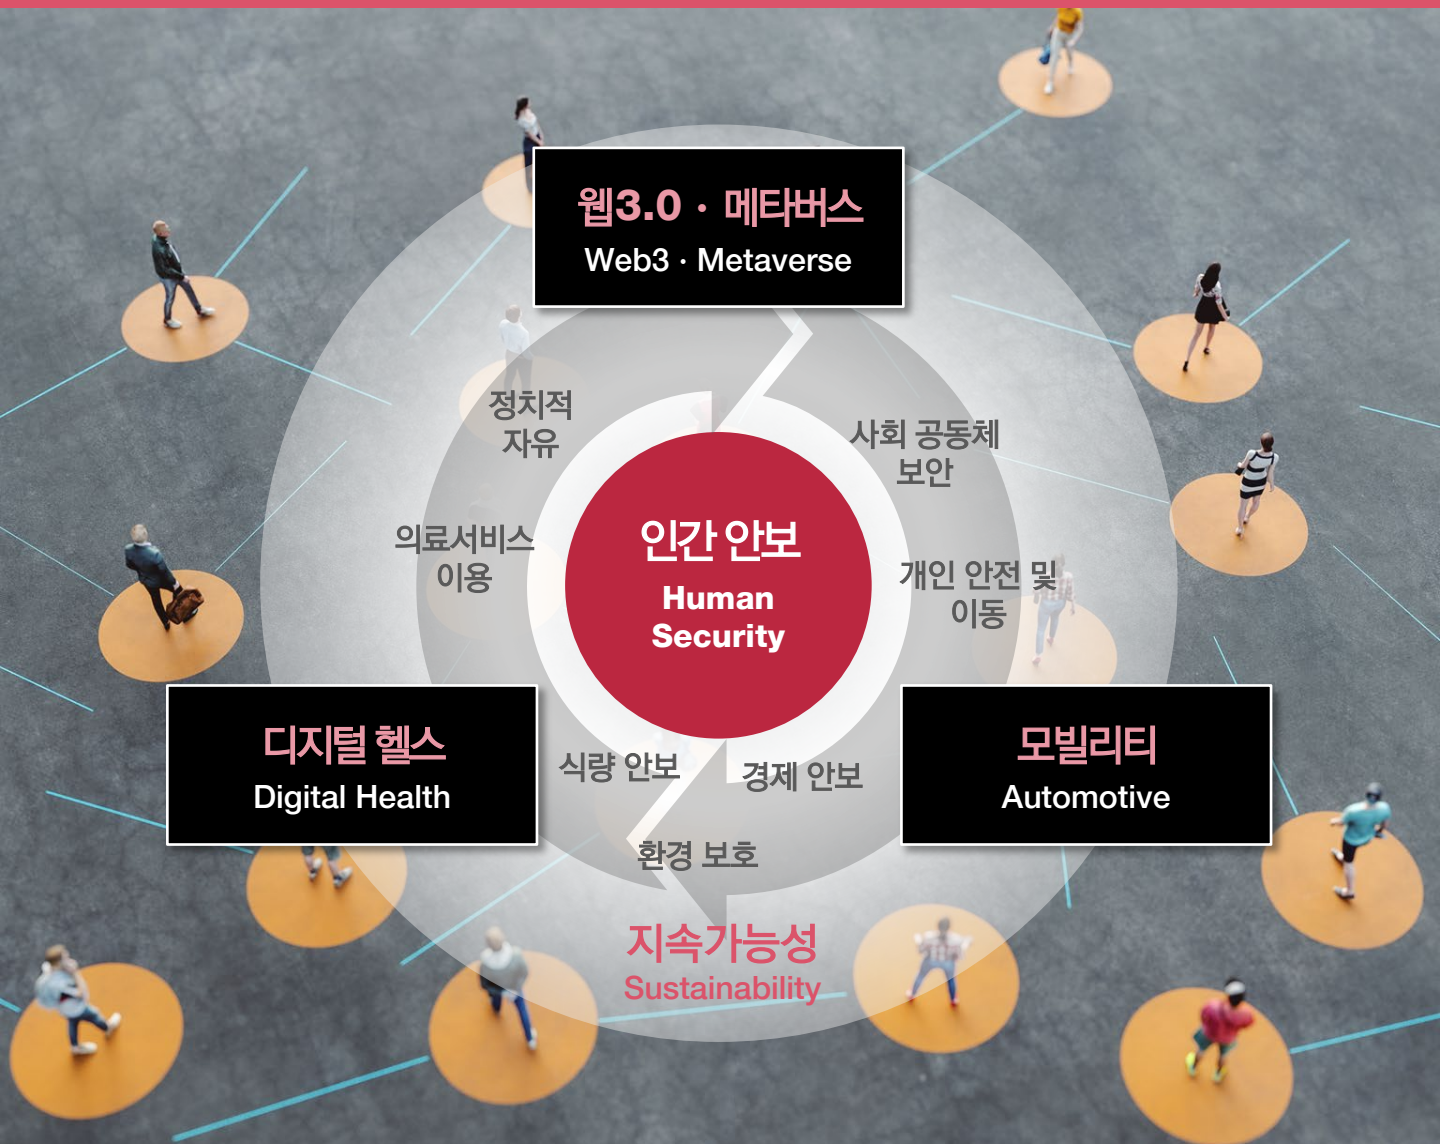 웹3.0 · 메타버스
Web3 · Metaverse
정치적
자유
사회 공동체
보안
의료서비스
이용
인간 안보
Human
Security
개인 안전 및
이동
디지털 헬스
Digital Health
모빌리티
Automotive
식량 안보
경제 안보
환경 보호
지속가능성
Sustainability